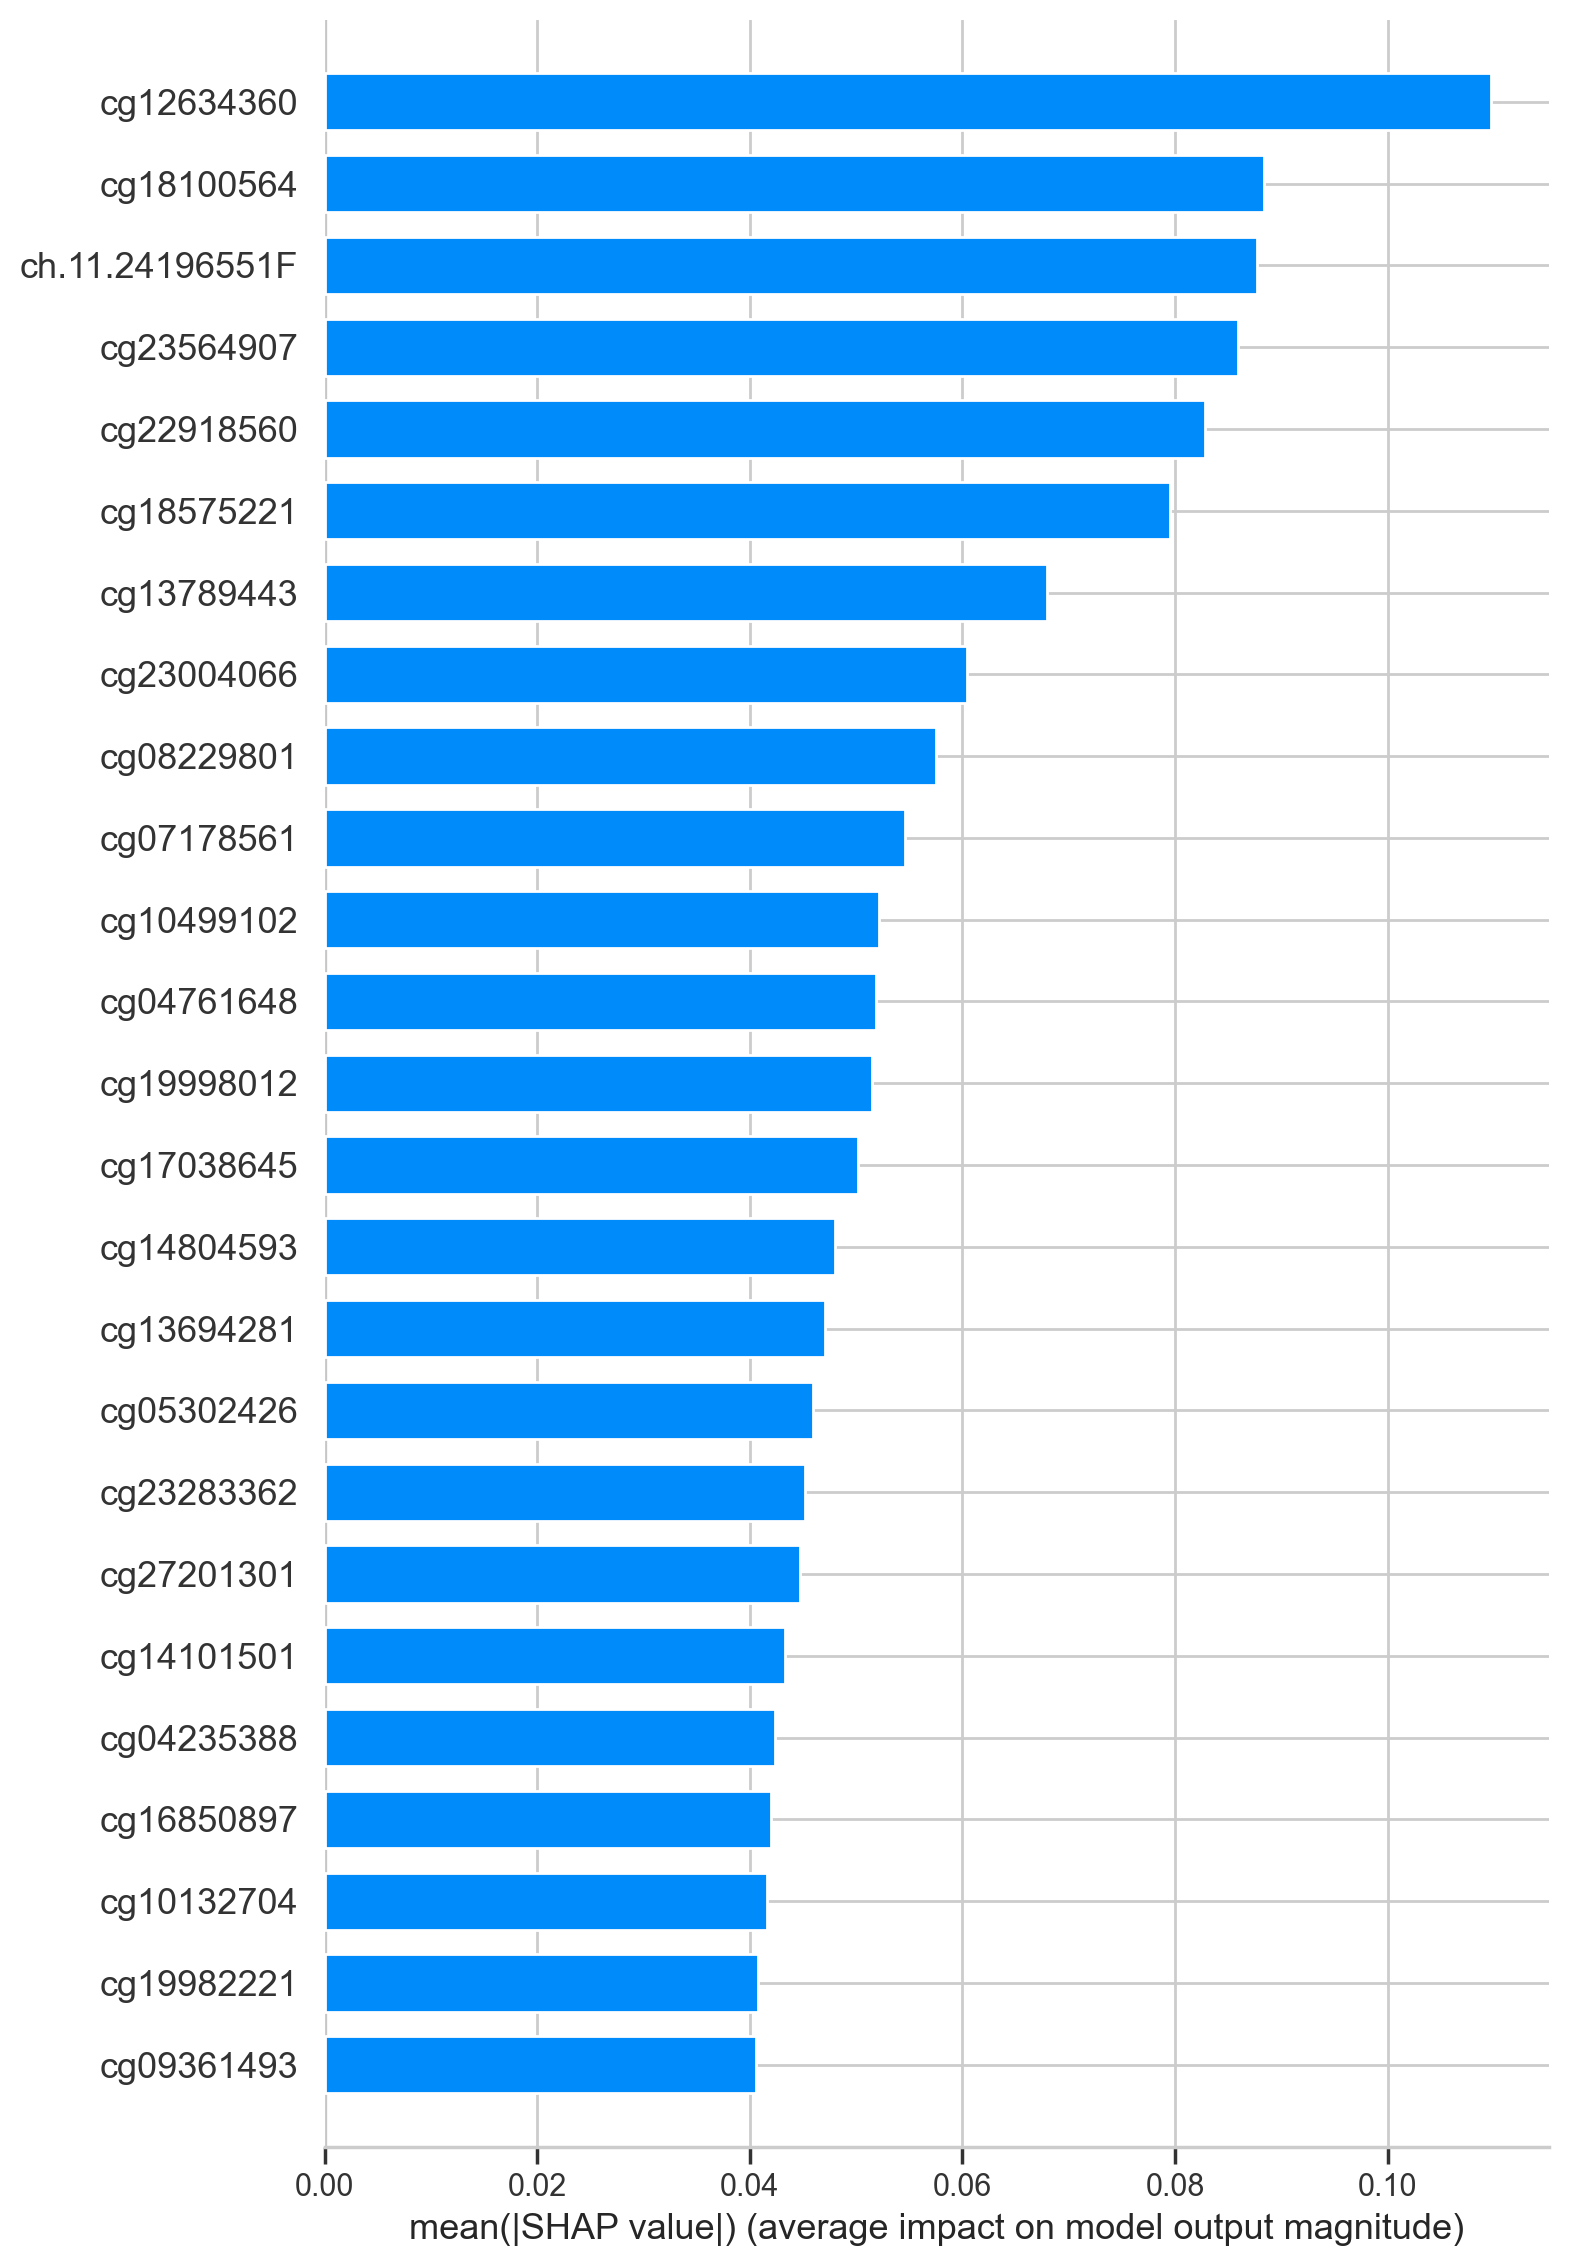 cg12634360
cg18100564
ch.11.24196551F
cg23564907
cg22918560
cg18575221
cg13789443
cg23004066
cg08229801
cg07178561
cg10499102
cg04761648
cg19998012
cg17038645
cg14804593
cg13694281
cg05302426
cg23283362
cg27201301
cg14101501
cg04235388
cg16850897
cg10132704
cg19982221
cg09361493
0.00 0.02 0.04 0.06 0.08 0.10
mean(|SHAP value|) (average impact on model output magnitude)